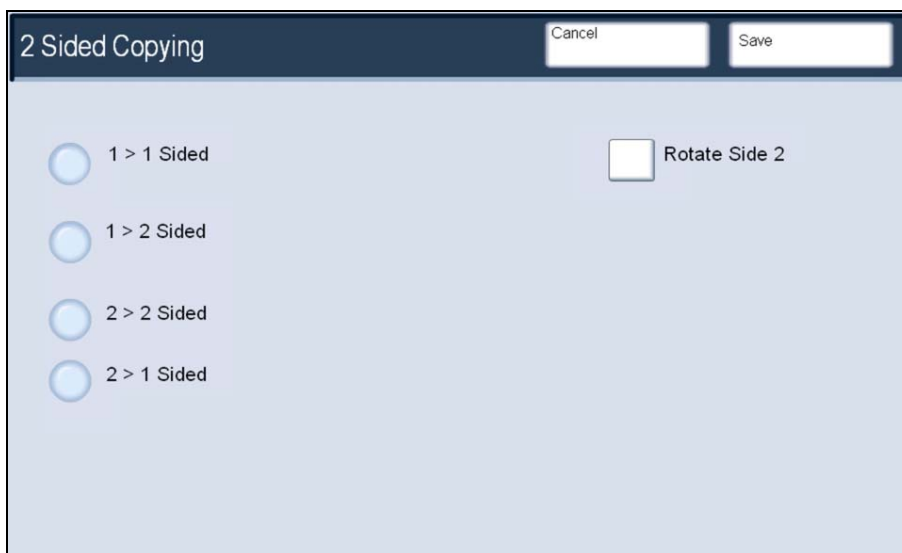 2 Sided Copying
Cancel
Save
1 > 1 Sided
Rotate Side 2
1 > 2 Sided
2 > 2 Sided
2 > 1 Sided